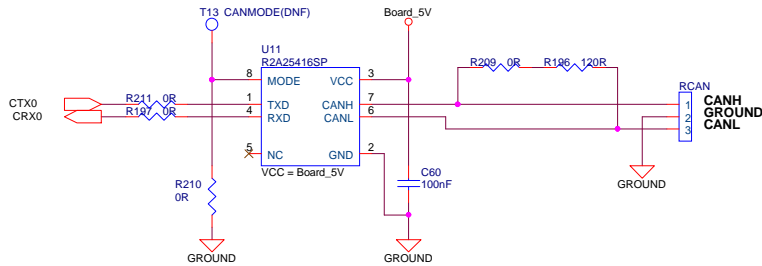 T13 CANMODE(DNF)
Board_5V
U11
R2A25416SP
R209 0R
R196 120R
8 MODE
VCC 3
RCAN
CTX0
R211 0R
1 TXD
CANH 7
1 CANH
CRX0
R197 0R
4 RXD
CANL 6
2 GROUND
3 CANL
5 NC
GND 2
VCC = Board_5V
C60
100nF
R210
0R
GROUND
GROUND
GROUND